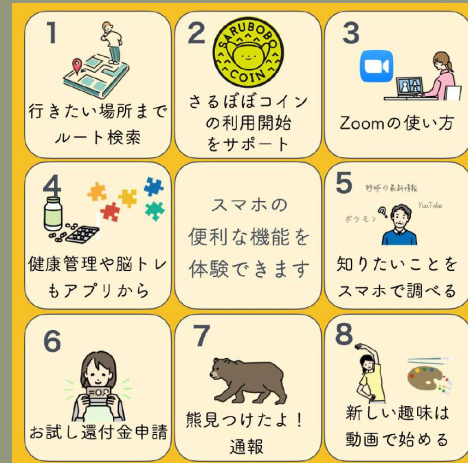 1
行きたい場所まで
ルート検索
2
SARUBOBO
COIN
さるぼぼコイン
の利用開始
をサポート
3
Zoomの使い方
4
健康管理や脳トレ
もアプリから
スマホの
便利な機能を
体験できます
5
YouTube
ポケモン
?
知りたいことを
スマホで調べる
6
お試し還付金申請
7
熊見つけたよ!
通報
8
新しい趣味は
動画で始める